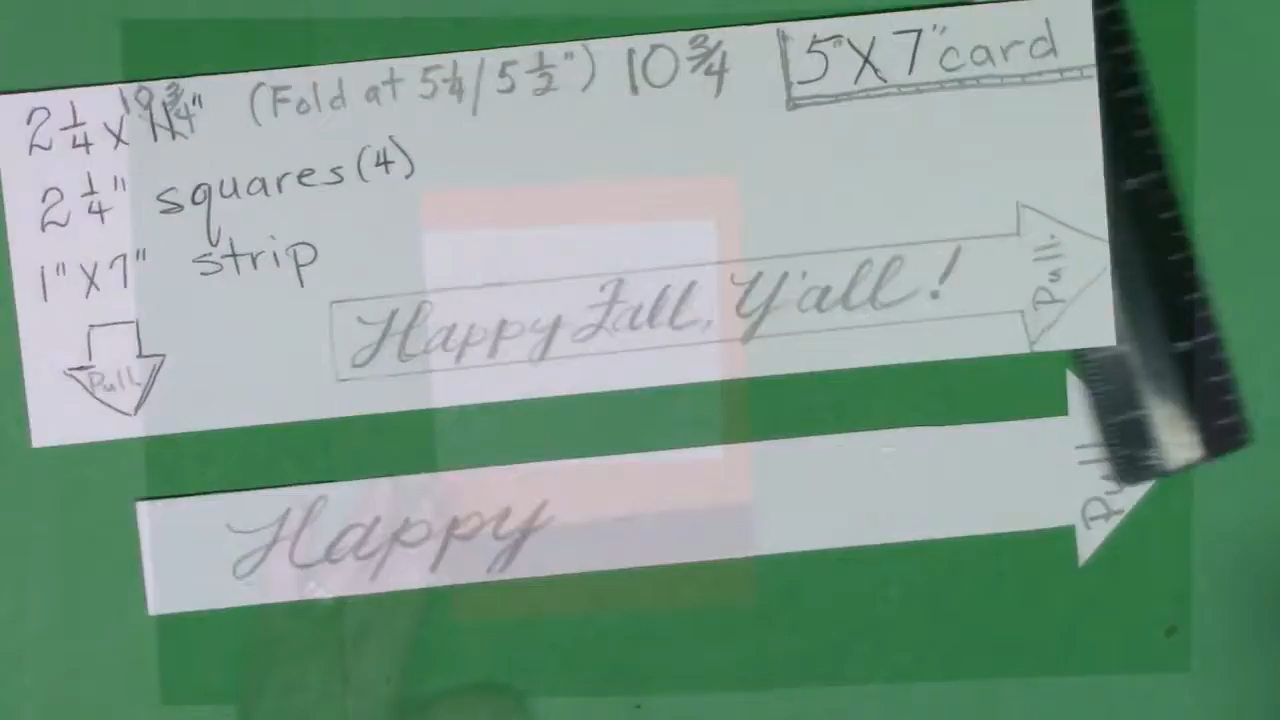 2 1/4 x 10 3/4" (Fold at 5 1/4 / 5 1/2") 10 3/4 5"X7" card
2 1/4" squares (4)
1" X 7" strip
Pull
Happy Fall, Y'all! Pull
Happy Pull